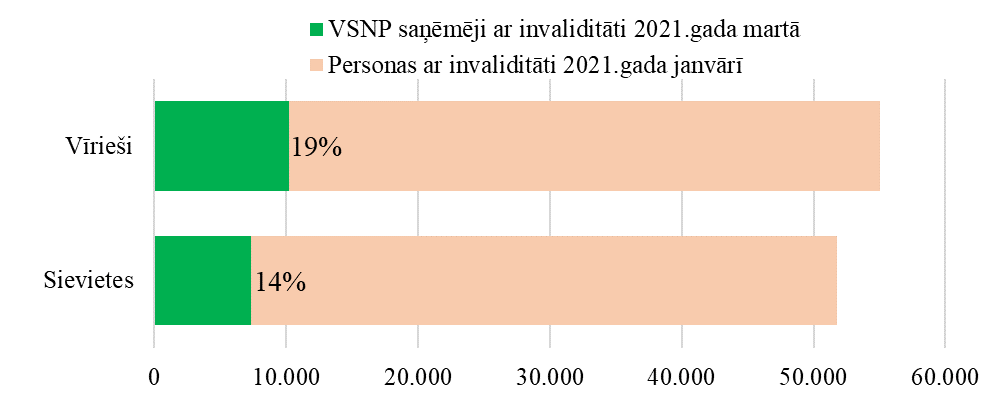 VSNP saņēmēji ar invaliditāti 2021.gada martā
Personas ar invaliditāti 2021.gada janvārī
Vīrieši
19%
Sievietes
14%
0 10.000 20.000 30.000 40.000 50.000 60.000